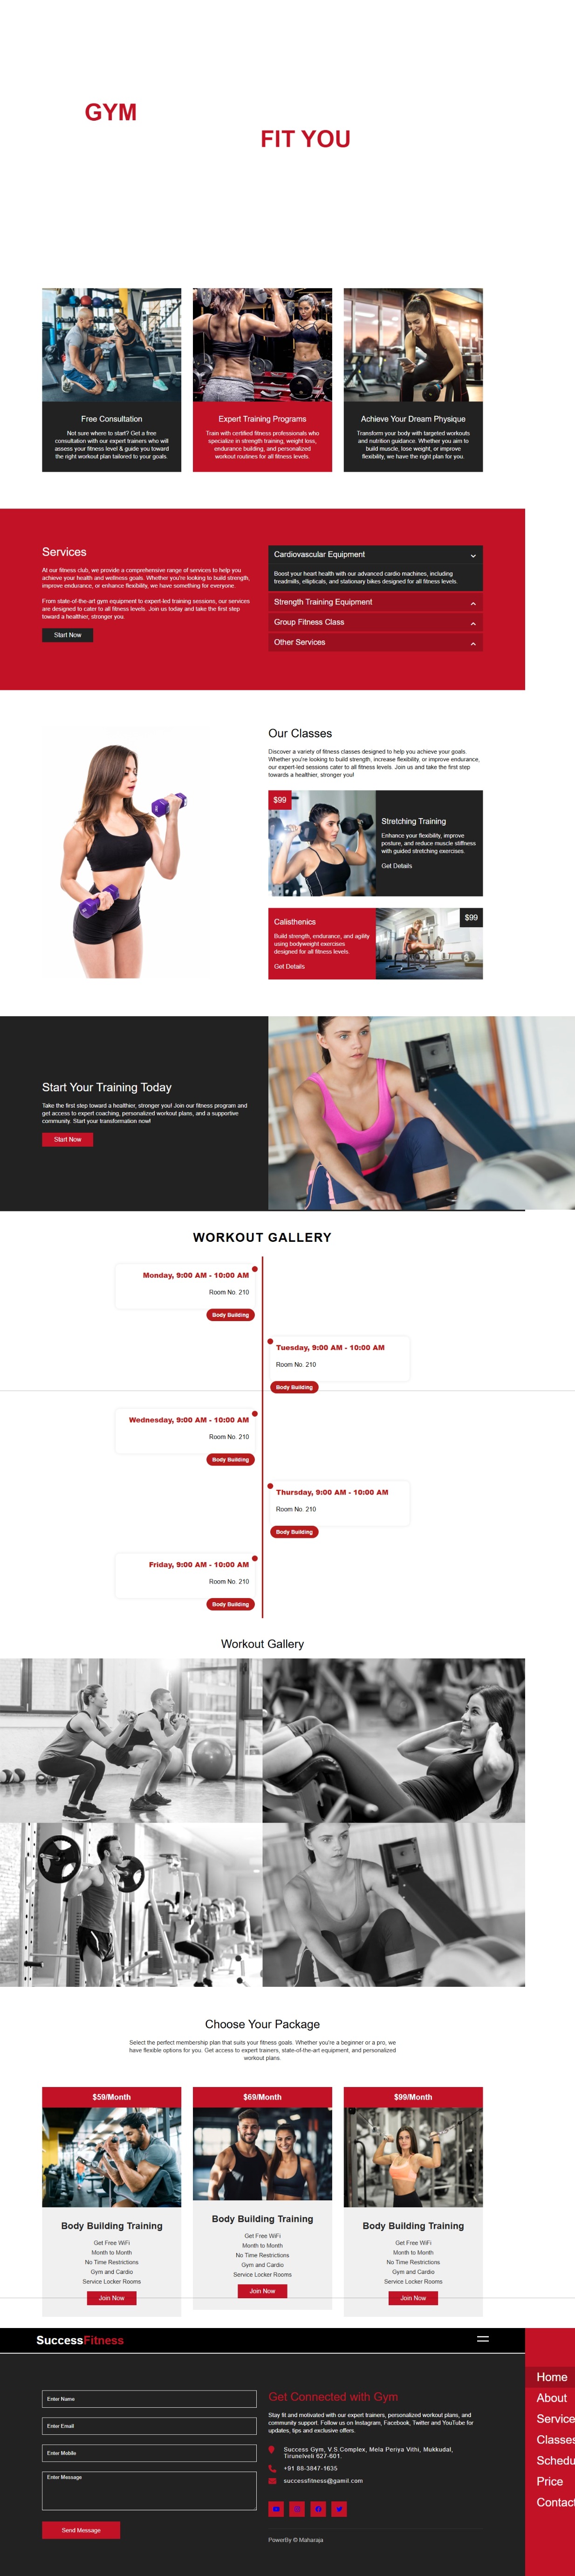 GYM
FIT YOU
Free Consultation
Not sure where to start? Get a free
consultation with our expert trainers who will
assess your fitness level & guide you toward
the right workout plan tailored to your goals.
Expert Training Programs
Train with certified fitness professionals who
specialize in strength training, weight loss,
endurance building, and personalized
workout routines for all fitness levels.
Achieve Your Dream Physique
Transform your body with targeted workouts
and nutrition guidance. Whether you aim to
build muscle, lose weight, or improve
flexibility, we have the right plan for you.
Services
At our fitness club, we provide a comprehensive range of services to help you
achieve your health and wellness goals. Whether you're looking to build strength,
improve endurance, or enhance flexibility, we have something for everyone.
From state-of-the-art gym equipment to expert-led training sessions, our services
are designed to cater to all fitness levels. Join us today and take the first step
toward a healthier, stronger you.
Start Now
Cardiovascular Equipment
Boost your heart health with our advanced cardio machines, including
treadmills, ellipticals, and stationary bikes designed for all fitness levels.
Strength Training Equipment
Group Fitness Class
Other Services
Our Classes
Discover a variety of fitness classes designed to help you achieve your goals.
Whether you're looking to build strength, increase flexibility, or improve endurance,
our expert-led sessions cater to all fitness levels. Join us and take the first step
towards a healthier, stronger you!
$99
Stretching Training
Enhance your flexibility, improve
posture, and reduce muscle stiffness
with guided stretching exercises.
Get Details
Calisthenics
Build strength, endurance, and agility
using bodyweight exercises
designed for all fitness levels.
Get Details
$99
Start Your Training Today
Take the first step toward a healthier, stronger you! Join our fitness program and
get access to expert coaching, personalized workout plans, and a supportive
community. Start your transformation now!
Start Now
WORKOUT GALLERY
Monday, 9:00 AM - 10:00 AM
Room No. 210
Body Building
Tuesday, 9:00 AM - 10:00 AM
Room No. 210
Body Building
Wednesday, 9:00 AM - 10:00 AM
Room No. 210
Body Building
Thursday, 9:00 AM - 10:00 AM
Room No. 210
Body Building
Friday, 9:00 AM - 10:00 AM
Room No. 210
Body Building
Workout Gallery
Choose Your Package
Select the perfect membership plan that suits your fitness goals. Whether you're a beginner or a pro, we
have flexible options for you. Get access to expert trainers, state-of-the-art equipment, and personalized
workout plans.
$59/Month
Body Building Training
Get Free WiFi
Month to Month
No Time Restrictions
Gym and Cardio
Service Locker Rooms
Join Now
$69/Month
Body Building Training
Get Free WiFi
Month to Month
No Time Restrictions
Gym and Cardio
Service Locker Rooms
Join Now
$99/Month
Body Building Training
Get Free WiFi
Month to Month
No Time Restrictions
Gym and Cardio
Service Locker Rooms
Join Now
SuccessFitness
Home
About
Service
Classes
Schedu
Price
Contact
Enter Name
Enter Email
Enter Mobile
Enter Message
Send Message
Get Connected with Gym
Stay fit and motivated with our expert trainers, personalized workout plans, and
community support. Follow us on Instagram, Facebook, Twitter and YouTube for
updates, tips and exclusive offers.
Success Gym, V.S.Complex, Mela Periya Vithi, Mukkudal,
Tirunelveli 627-601.
+91 88-3847-1635
successfitness@gamil.com
PowerBy © Maharaja